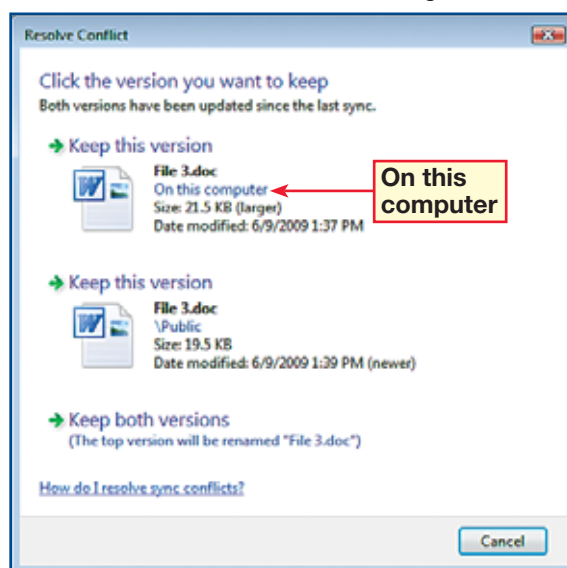 Resolve Conflict
Click the version you want to keep
Both versions have been updated since the last sync.
Keep this version
File 3.doc
On this computer
Size: 21.5 KB (larger)
Date modified: 6/9/2009 1:37 PM
On this
computer
Keep this version
File 3.doc
\Public
Size: 19.5 KB
Date modified: 6/9/2009 1:39 PM (newer)
Keep both versions
(The top version will be renamed "File 3.doc")
How do I resolve sync conflicts?
Cancel